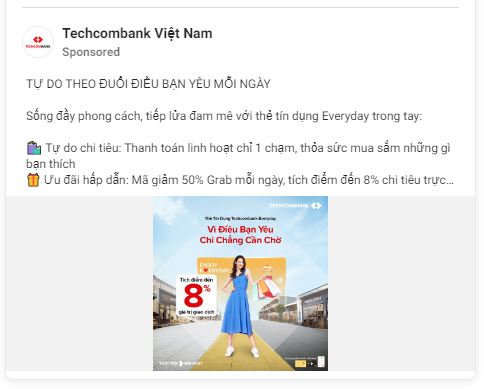 TECHCOMBANK
Techcombank Việt Nam
Sponsored
TỰ DO THEO ĐUỔI ĐIỀU BẠN YÊU MỖI NGÀY
Sống đầy phong cách, tiếp lửa đam mê với thẻ tín dụng Everyday trong tay:
🛍️ Tự do chi tiêu: Thanh toán linh hoạt chỉ 1 chạm, thỏa sức mua sắm những gì
bạn thích
🎁 Ưu đãi hấp dẫn: Mã giảm 50% Grab mỗi ngày, tích điểm đến 8% chi tiêu trực...
TECHCOMBANK
Thẻ Tín Dụng Techcombank Everyday
Vì Điều Bạn Yêu
Chi Chẳng Cần Chờ
ENJOY
EVERYDAY
Tích điểm đến
8%
giá trị giao dịch